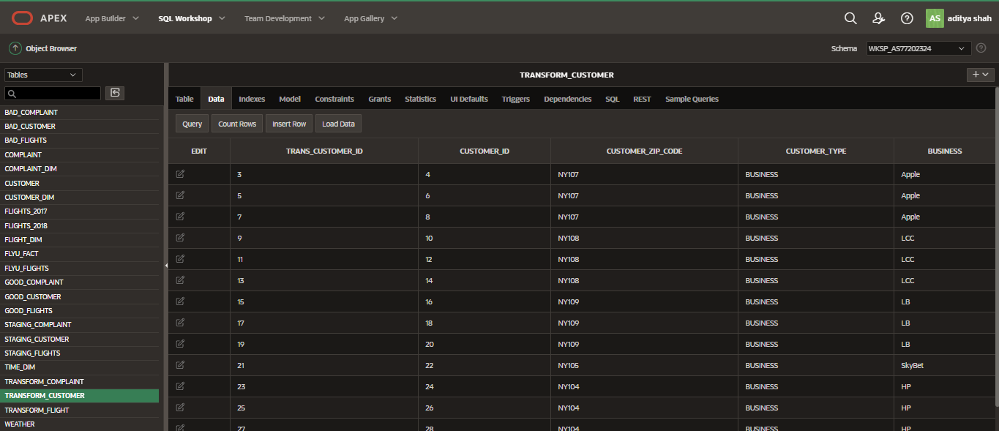 APEX App Builder SQL Workshop Team Development App Gallery AS aditya shah
Object Browser Schema WKSP_AS77202324
Tables
TRANSFORM_CUSTOMER
Table Data Indexes Model Constraints Grants Statistics UI Defaults Triggers Dependencies SQL REST Sample Queries
Query Count Rows Insert Row Load Data
BAD_COMPLAINT
BAD_CUSTOMER
BAD_FLIGHTS
COMPLAINT
COMPLAINT_DIM
CUSTOMER
CUSTOMER_DIM
FLIGHTS_2017
FLIGHTS_2018
FLIGHT_DIM
FLYU_FACT
FLYU_FLIGHTS
GOOD_COMPLAINT
GOOD_CUSTOMER
GOOD_FLIGHTS
STAGING_COMPLAINT
STAGING_CUSTOMER
STAGING_FLIGHTS
TIME_DIM
TRANSFORM_COMPLAINT
TRANSFORM_CUSTOMER
TRANSFORM_FLIGHT
WEATHER
EDIT TRANS_CUSTOMER_ID CUSTOMER_ID CUSTOMER_ZIP_CODE CUSTOMER_TYPE BUSINESS
3 4 NY107 BUSINESS Apple
5 6 NY107 BUSINESS Apple
7 8 NY107 BUSINESS Apple
9 10 NY108 BUSINESS LCC
11 12 NY108 BUSINESS LCC
13 14 NY108 BUSINESS LCC
15 16 NY109 BUSINESS LB
17 18 NY109 BUSINESS LB
19 20 NY109 BUSINESS LB
21 22 NY105 BUSINESS SkyBet
23 24 NY104 BUSINESS HP
25 26 NY104 BUSINESS HP
27 28 NY104 BUSINESS HP